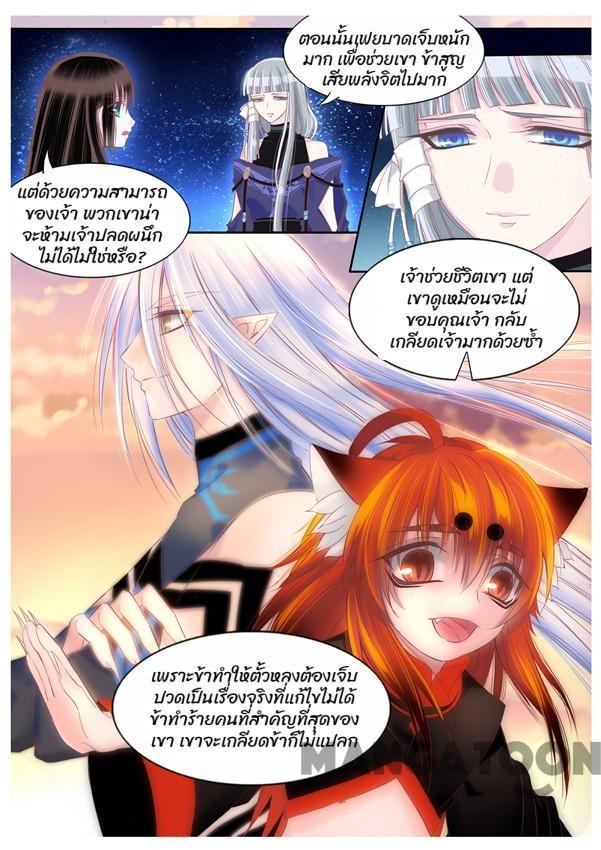 ตอนนั้นเฟยบาดเจ็บหนัก
มาก เพื่อช่วยเขา ข้าสูญ
เสียพลังจิตไปมาก
แต่ด้วยความสามารถ
ของเจ้า พวกเขาน่า
จะห้ามเจ้าปลดผนึก
ไม่ได้ไม่ใช่หรือ?
เจ้าช่วยชีวิตเขา แต่
เขาดูเหมือนจะไม่
ขอบคุณเจ้า กลับ
เกลียดเจ้ามากด้วยซ้ำ
เพราะข้าทำให้ตั้วหลงต้องเจ็บ
ปวดเป็นเรื่องจริงที่แก้ไขไม่ได้
ข้าทำร้ายคนที่สำคัญที่สุดของ
เขา เขาจะเกลียดข้าก็ไม่แปลก
MANGATOON